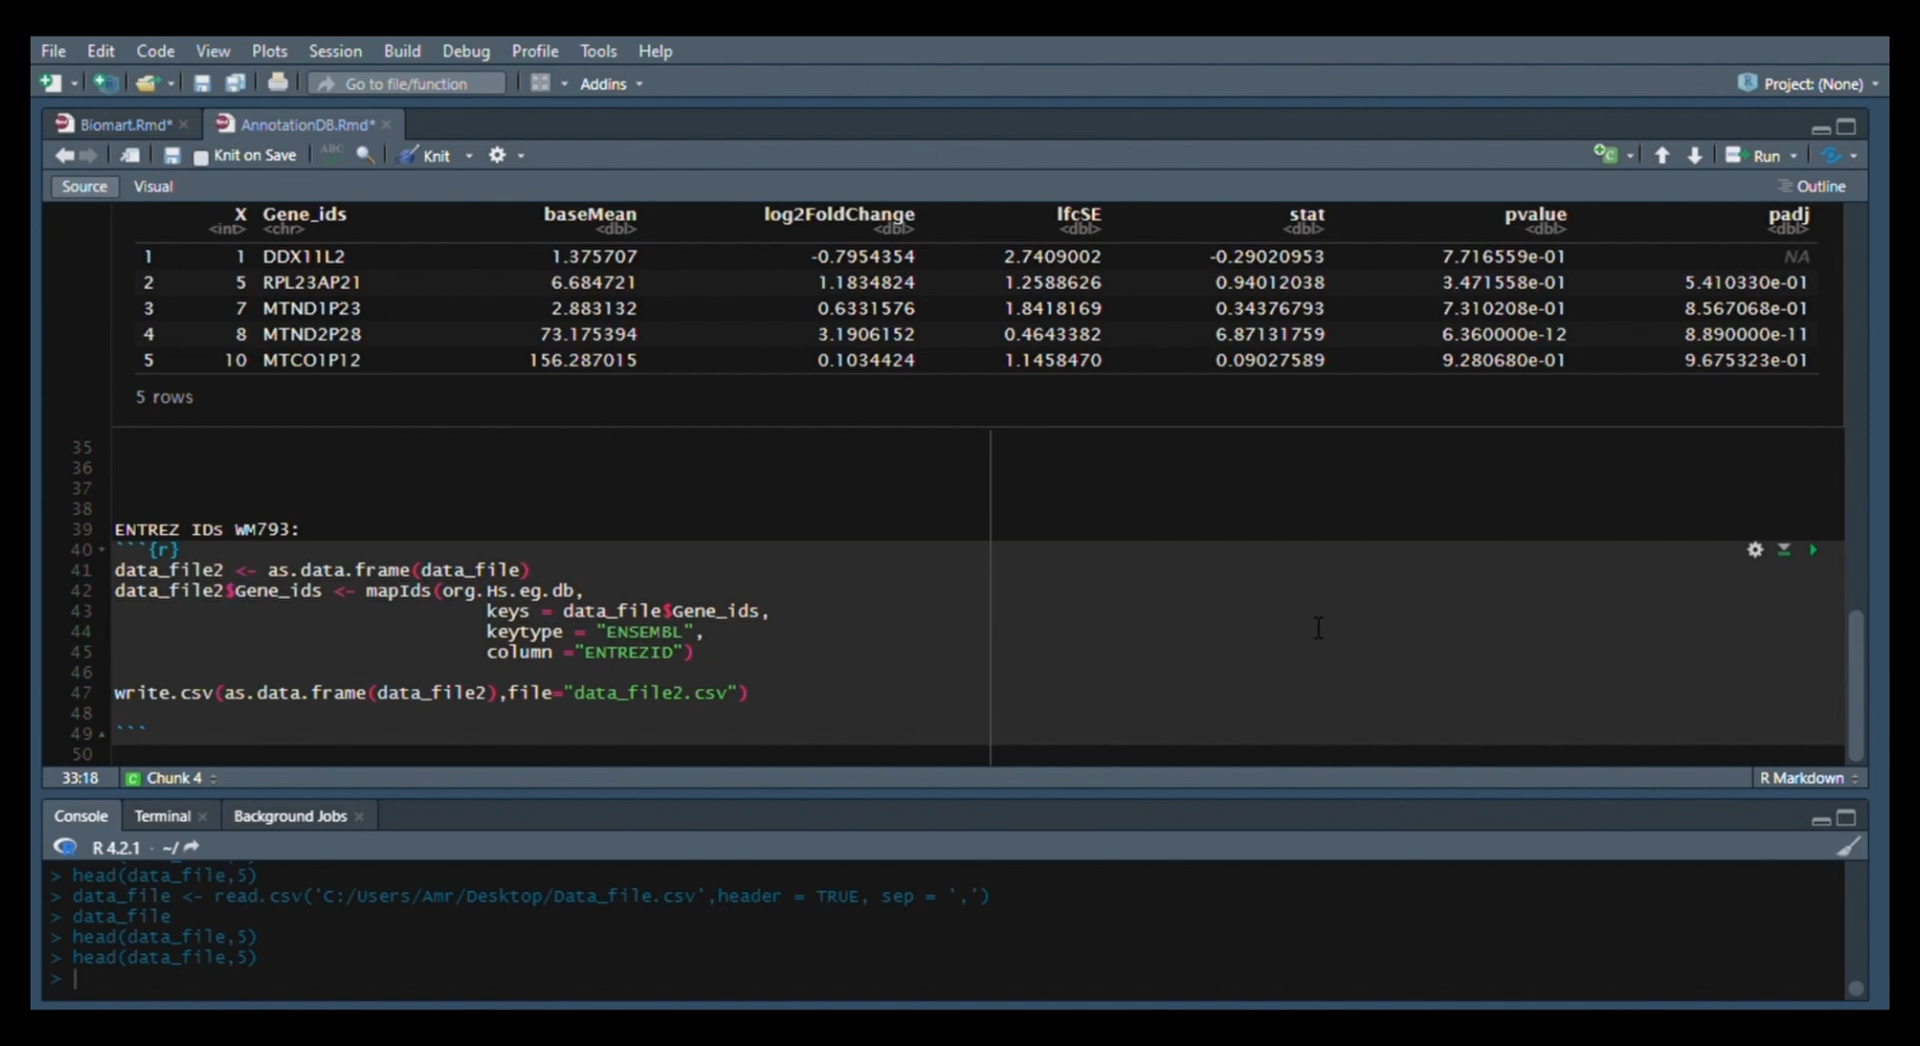 File Edit Code View Plots Session Build Debug Profile Tools Help
Go to file/function Addins Project: (None)
Biomart.Rmd* AnnotationDB.Rmd*
Knit on Save ABC Knit Run
Source Visual Outline
X Gene_ids baseMean log2FoldChange lfcSE stat pvalue padj
<int> <chr> <dbl> <dbl> <dbl> <dbl> <dbl> <dbl>
1 1 DDX11L2 1.375707 -0.7954354 2.7409002 -0.29020953 7.716559e-01 NA
2 5 RPL23AP21 6.684721 1.1834824 1.2588626 0.94012038 3.471558e-01 5.410330e-01
3 7 MTND1P23 2.883132 0.6331576 1.8418169 0.34376793 7.310208e-01 8.567068e-01
4 8 MTND2P28 73.175394 3.1906152 0.4643382 6.87131759 6.360000e-12 8.890000e-11
5 10 MTCO1P12 156.287015 0.1034424 1.1458470 0.09027589 9.280680e-01 9.675323e-01
5 rows
35
36
37
38
39 ENTREZ IDs WM793:
40 ```{r}
41 data_file2 <- as.data.frame(data_file)
42 data_file2$Gene_ids <- mapIds(org.Hs.eg.db,
43 keys = data_file$Gene_ids,
44 keytype = "ENSEMBL",
45 column ="ENTREZID")
46
47 write.csv(as.data.frame(data_file2),file="data_file2.csv")
48
49 ```
50
33:18 C Chunk 4 R Markdown
Console Terminal Background Jobs
R 4.2.1 · ~/
> head(data_file,5)
> data_file <- read.csv('C:/Users/Amr/Desktop/Data_file.csv',header = TRUE, sep = ',')
> data_file
> head(data_file,5)
> head(data_file,5)
>